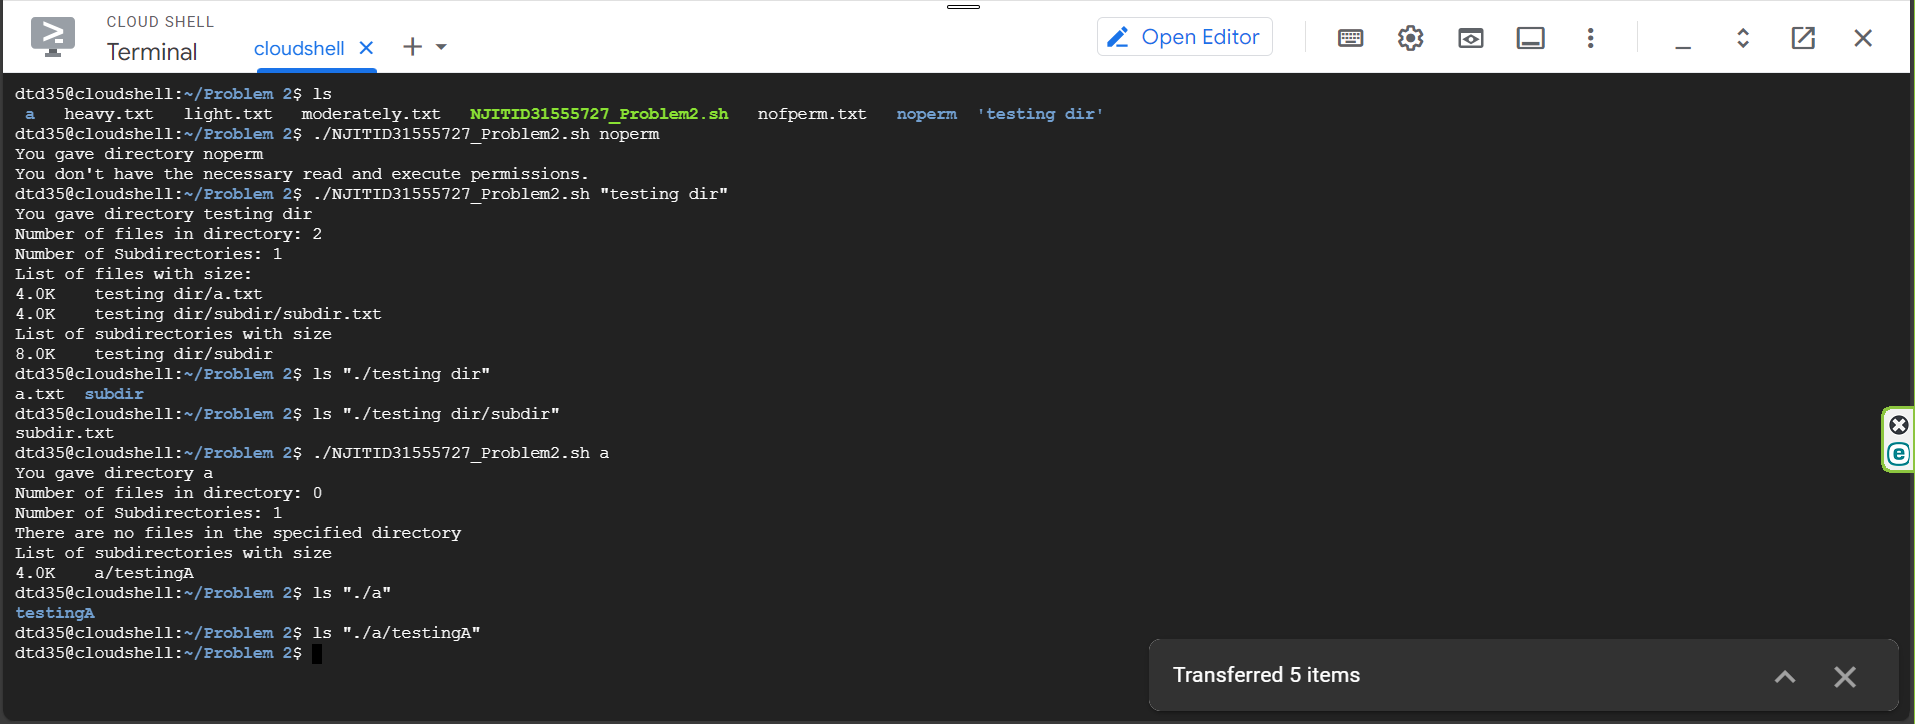 CLOUD SHELL
Terminal
cloudshell
Open Editor
dtd35@cloudshell:~/Problem 2$ ls
a heavy.txt light.txt moderately.txt NJITID31555727_Problem2.sh nofperm.txt noperm 'testing dir'
dtd35@cloudshell:~/Problem 2$ ./NJITID31555727_Problem2.sh noperm
You gave directory noperm
You don't have the necessary read and execute permissions.
dtd35@cloudshell:~/Problem 2$ ./NJITID31555727_Problem2.sh "testing dir"
You gave directory testing dir
Number of files in directory: 2
Number of Subdirectories: 1
List of files with size:
4.0K testing dir/a.txt
4.0K testing dir/subdir/subdir.txt
List of subdirectories with size
8.0K testing dir/subdir
dtd35@cloudshell:~/Problem 2$ ls "./testing dir"
a.txt subdir
dtd35@cloudshell:~/Problem 2$ ls "./testing dir/subdir"
subdir.txt
dtd35@cloudshell:~/Problem 2$ ./NJITID31555727_Problem2.sh a
You gave directory a
Number of files in directory: 0
Number of Subdirectories: 1
There are no files in the specified directory
List of subdirectories with size
4.0K a/testingA
dtd35@cloudshell:~/Problem 2$ ls "./a"
testingA
dtd35@cloudshell:~/Problem 2$ ls "./a/testingA"
dtd35@cloudshell:~/Problem 2$
Transferred 5 items